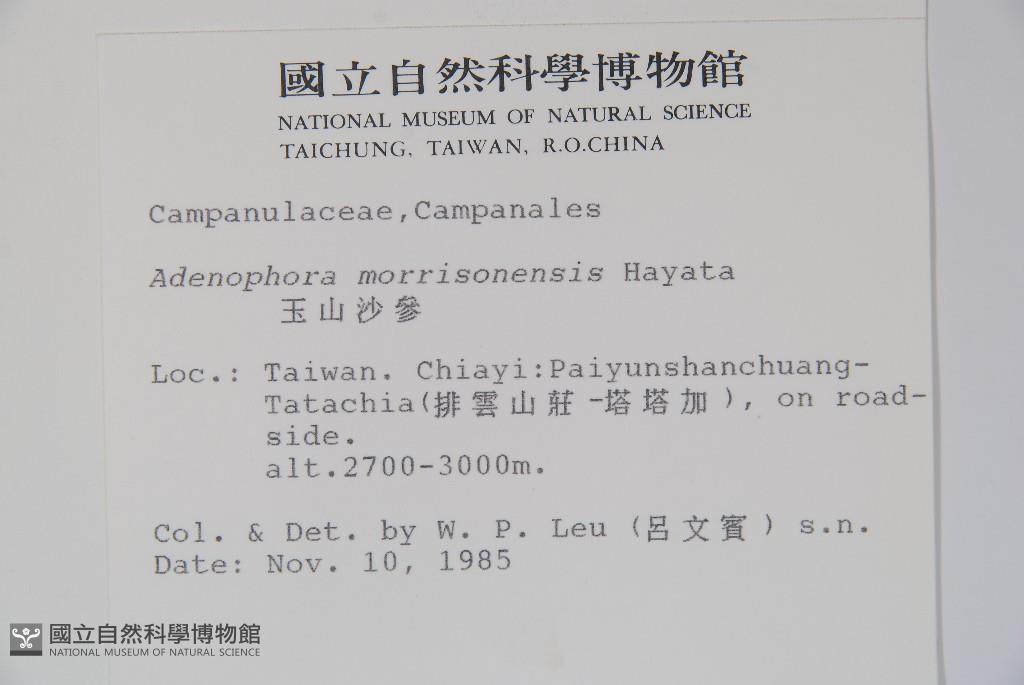 國立自然科學博物館
NATIONAL MUSEUM OF NATURAL SCIENCE
TAICHUNG, TAIWAN, R.O.CHINA
Campanulaceae,Campanales
Adenophora morrisonensis Hayata
玉山沙參
Loc.: Taiwan. Chiayi:Paiyunshanchuang-
Tatachia(排雲山莊-塔塔加), on road-
side.
alt.2700-3000m.
Col. & Det. by W. P. Leu (呂文賓) s.n.
Date: Nov. 10, 1985
國立自然科學博物館
NATIONAL MUSEUM OF NATURAL SCIENCE